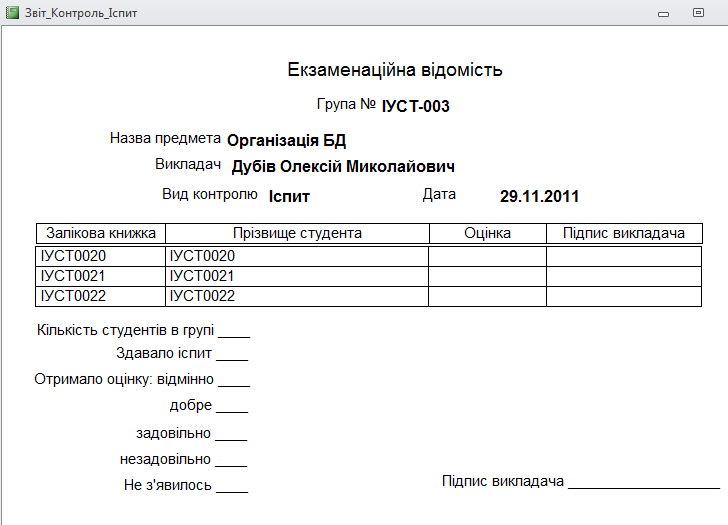 Звіт_Контроль_Іспит
Екзаменаційна відомість
Група № ІУСТ-003
Назва предмета Організація БД
Викладач Дубів Олексій Миколайович
Вид контролю Іспит Дата 29.11.2011
Залікова книжка Прізвище студента Оцінка Підпис викладача
ІУСТ0020 ІУСТ0020
ІУСТ0021 ІУСТ0021
ІУСТ0022 ІУСТ0022
Кількість студентів в групі ____
Здавало іспит ____
Отримало оцінку: відмінно ____
добре ____
задовільно ____
незадовільно ____
Не з'явилось ____ Підпис викладача ___________________